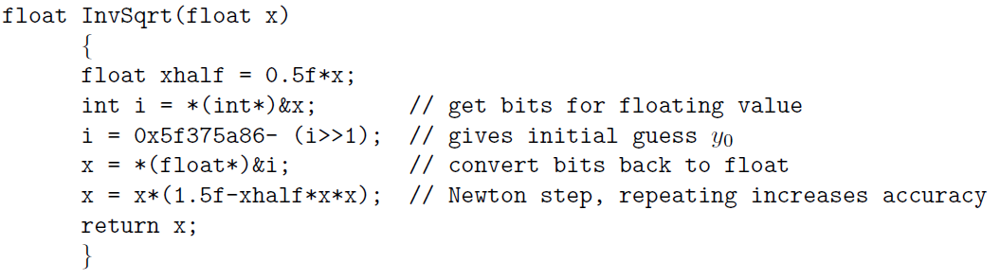 float InvSqrt(float x)
{
float xhalf = 0.5f*x;
int i = *(int*)&x; // get bits for floating value
i = 0x5f375a86- (i>>1); // gives initial guess y₀
x = *(float*)&i; // convert bits back to float
x = x*(1.5f-xhalf*x*x); // Newton step, repeating increases accuracy
return x;
}